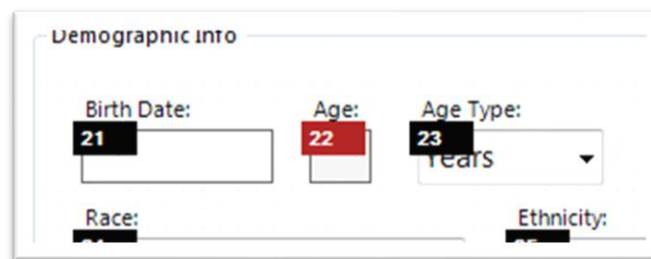 Demographic Info
Birth Date: Age: Age Type:
21 22 23
Years
Race: Ethnicity: